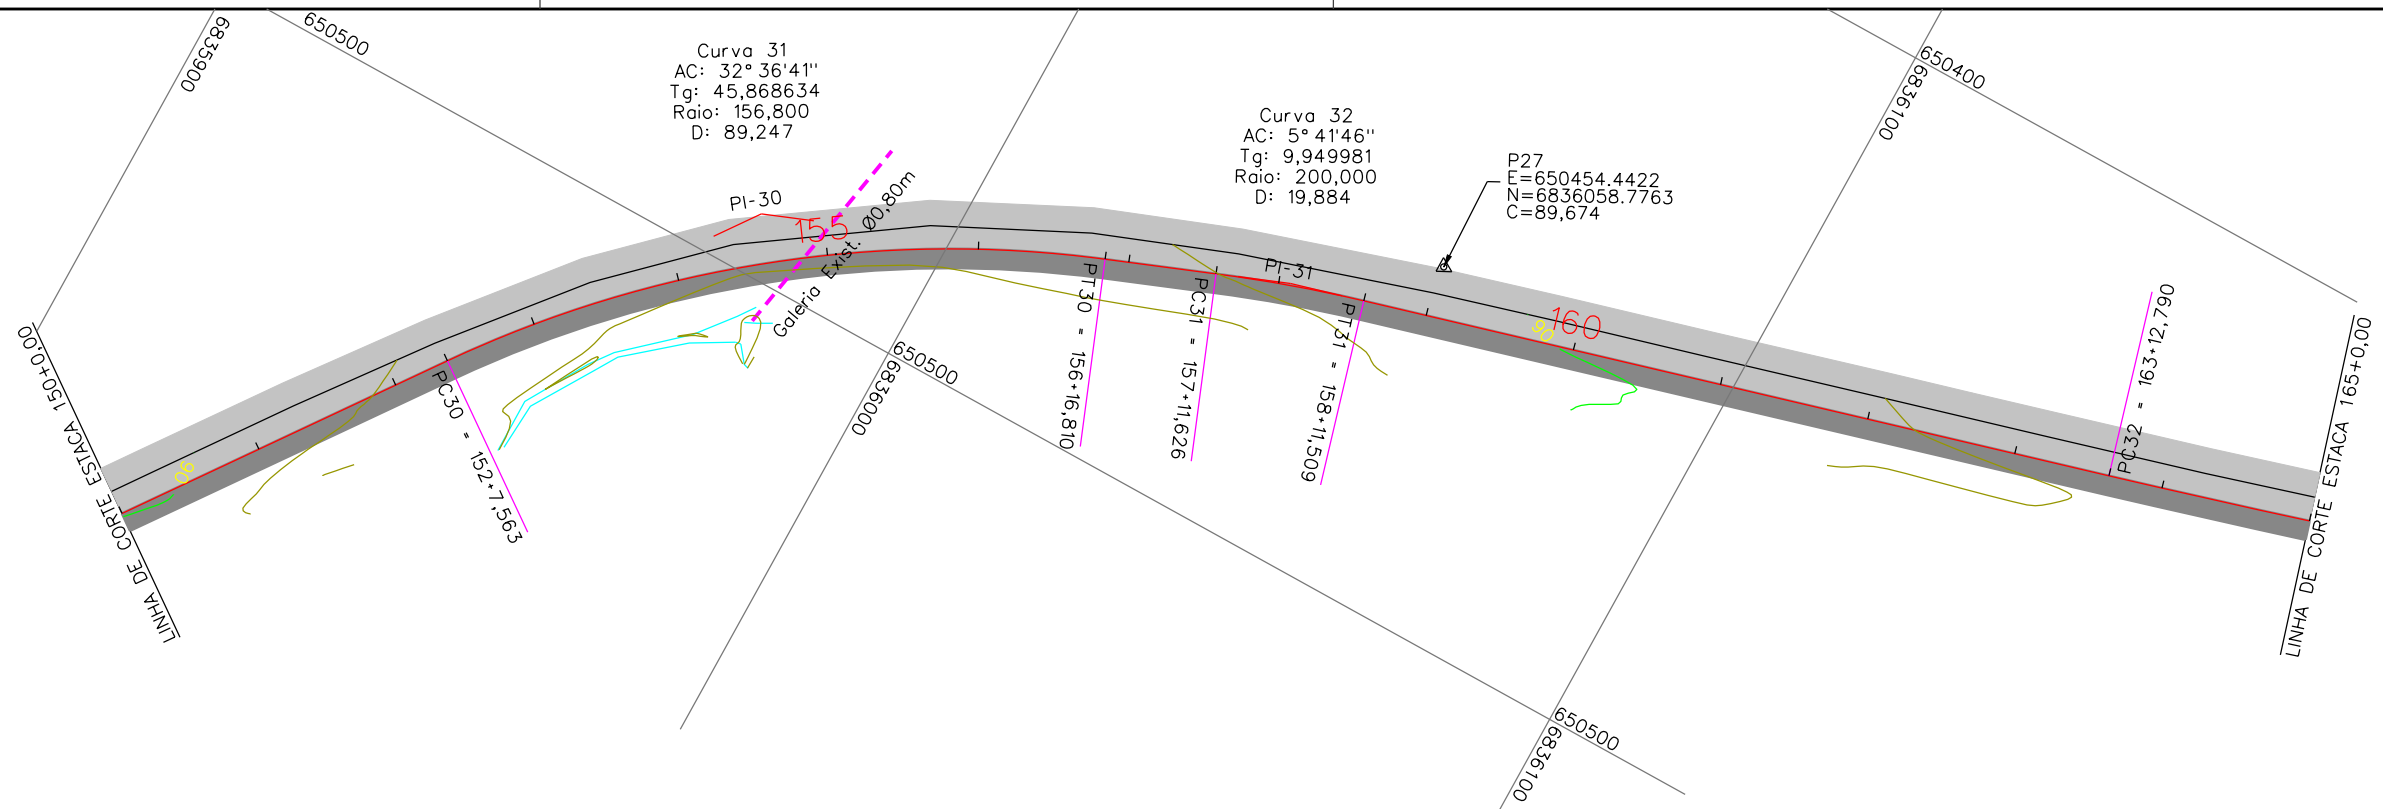 6835900
650500
Curva 31
AC: 32°36'41"
Tg: 45,868634
Raio: 156,800
D: 89,247
Curva 32
AC: 5°41'46"
Tg: 9,949981
Raio: 200,000
D: 19,884
P27
E=650454.4422
N=6836058.7763
C=89,674
650400
6836100
PI-30
155
Galeria Exist. Ø0,80m
PI-31
160
90
90
LINHA DE CORTE ESTACA 150+0,00
PC30 = 152+7,563
650500
6836000
PT30 = 156+16,810
PC31 = 157+11,626
PT31 = 158+11,509
PC32 = 163+12,790
LINHA DE CORTE ESTACA 165+0,00
650500
6836100